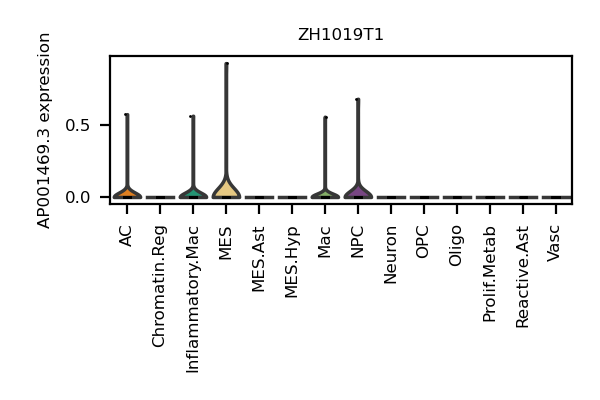 ZH1019T1
AP001469.3 expression
0.5
0.0
AC
Chromatin.Reg
Inflammatory.Mac
MES
MES.Ast
MES.Hyp
Mac
NPC
Neuron
OPC
Oligo
Prolif.Metab
Reactive.Ast
Vasc